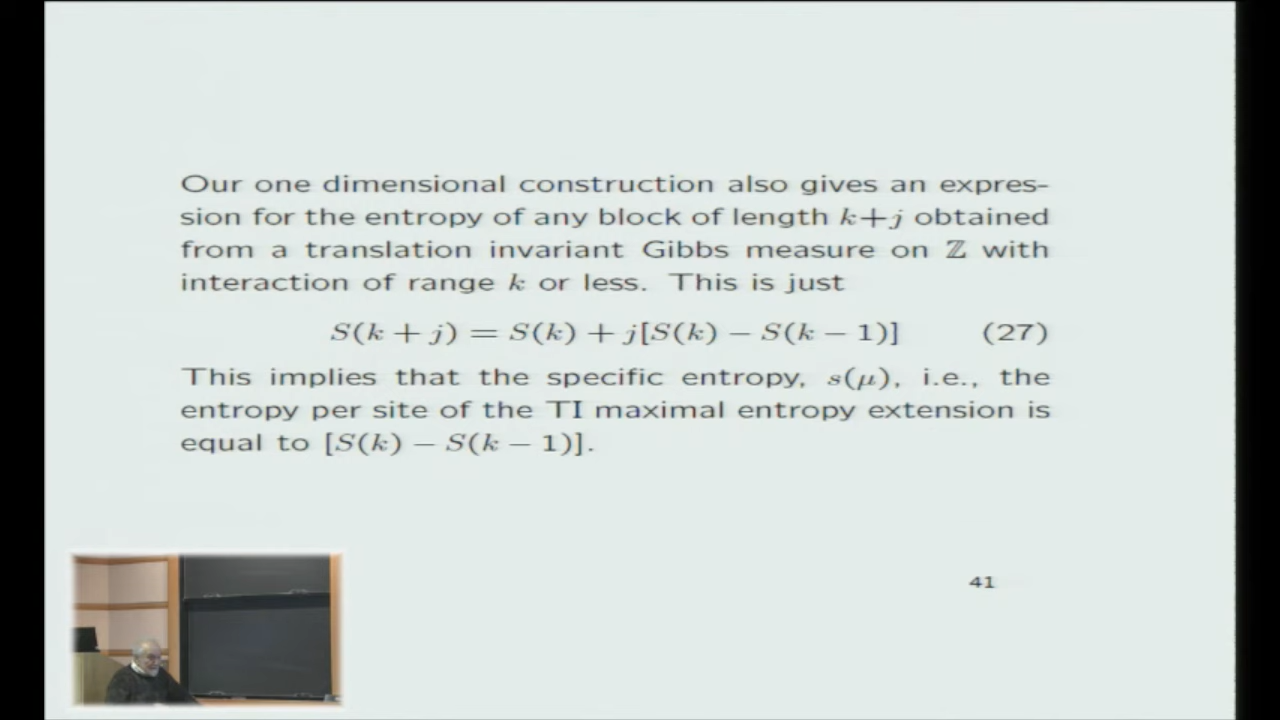 Our one dimensional construction also gives an expres-
sion for the entropy of any block of length k+j obtained
from a translation invariant Gibbs measure on ℤ with
interaction of range k or less. This is just
S(k + j) = S(k) + j[S(k) − S(k − 1)] (27)
This implies that the specific entropy, s(μ), i.e., the
entropy per site of the TI maximal entropy extension is
equal to [S(k) − S(k − 1)].
41